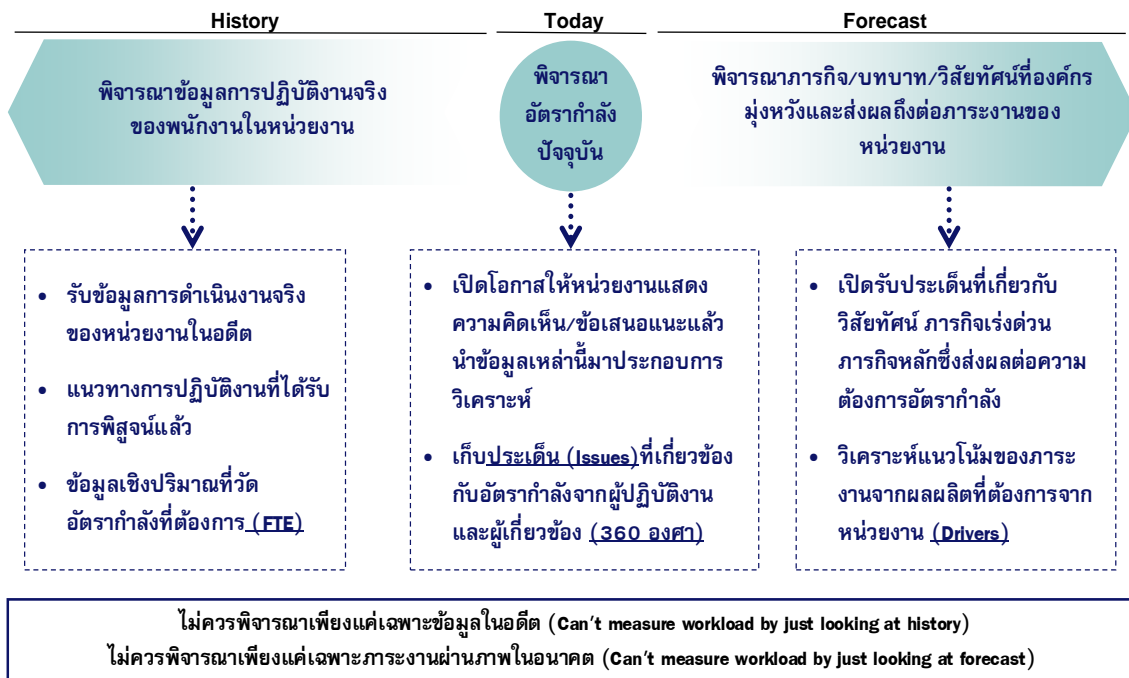 History
Today
Forecast
พิจารณาข้อมูลการปฏิบัติงานจริง
ของพนักงานในหน่วยงาน
พิจารณา
อัตรากำลัง
ปัจจุบัน
พิจารณาภารกิจ/บทบาท/วิสัยทัศน์ที่องค์กร
มุ่งหวังและส่งผลถึงต่อภาระงานของ
หน่วยงาน
• รับข้อมูลการดำเนินงานจริง
ของหน่วยงานในอดีต
• แนวทางการปฏิบัติงานที่ได้รับ
การพิสูจน์แล้ว
• ข้อมูลเชิงปริมาณที่วัด
อัตรากำลังที่ต้องการ (FTE)
• เปิดโอกาสให้หน่วยงานแสดง
ความคิดเห็น/ข้อเสนอแนะแล้ว
นำข้อมูลเหล่านี้มาประกอบการ
วิเคราะห์
• เก็บประเด็น (Issues)ที่เกี่ยวข้อง
กับอัตรากำลังจากผู้ปฏิบัติงาน
และผู้เกี่ยวข้อง (360 องศา)
• เปิดรับประเด็นที่เกี่ยวกับ
วิสัยทัศน์ ภารกิจเร่งด่วน
ภารกิจหลักซึ่งส่งผลต่อความ
ต้องการอัตรากำลัง
• วิเคราะห์แนวโน้มของภาระ
งานจากผลผลิตที่ต้องการจาก
หน่วยงาน (Drivers)
ไม่ควรพิจารณาเพียงแค่เฉพาะข้อมูลในอดีต (Can't measure workload by just looking at history)
ไม่ควรพิจารณาเพียงแค่เฉพาะภาระงานผ่านภาพในอนาคต (Can't measure workload by just looking at forecast)